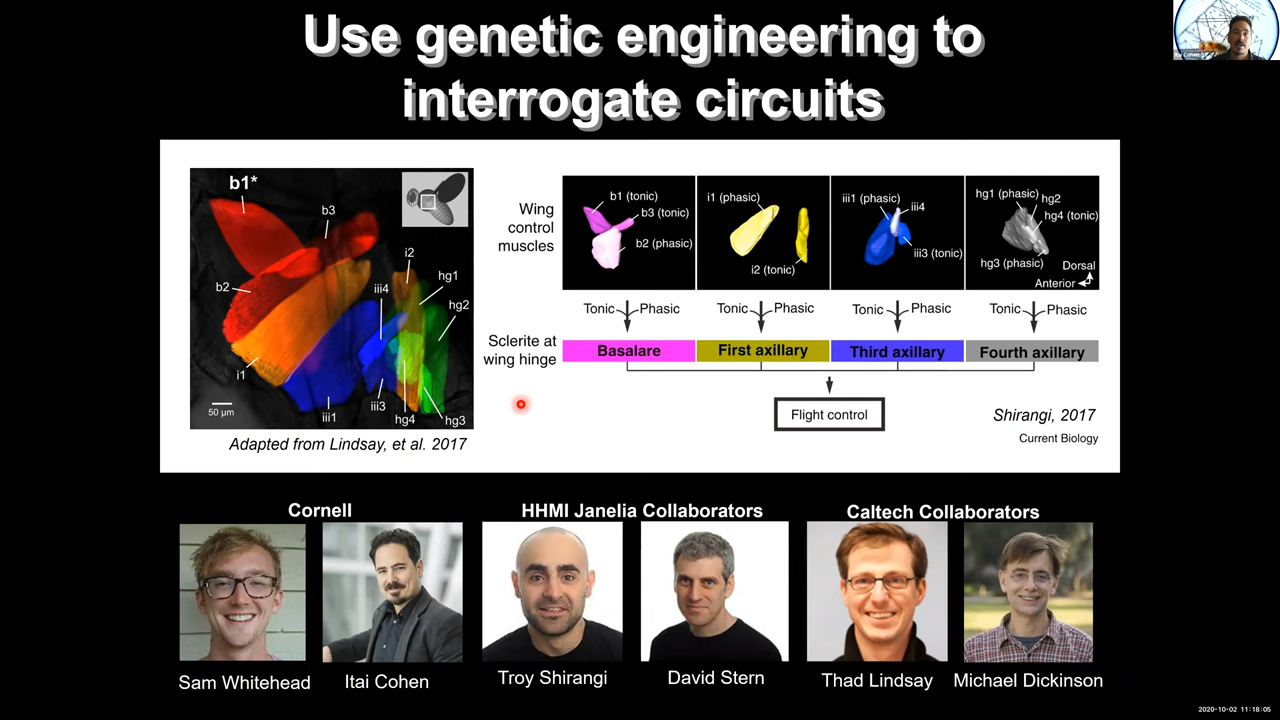 Use genetic engineering to
interrogate circuits
b1*
b3
b2
i2
hg1
iii4
hg2
i1
50 µm
iii1
iii3
hg4
hg3
Adapted from Lindsay, et al. 2017
Wing
control
muscles
b1 (tonic)
b3 (tonic)
b2 (phasic)
i1 (phasic)
i2 (tonic)
iii1 (phasic)
iii4
iii3 (tonic)
hg1 (phasic)
hg2
hg4 (tonic)
hg3 (phasic)
Dorsal
Anterior
Tonic Phasic
Tonic Phasic
Tonic Phasic
Tonic Phasic
Sclerite at
wing hinge
Basalare
First axillary
Third axillary
Fourth axillary
Flight control
Shirangi, 2017
Current Biology
Cornell
HHMI Janelia Collaborators
Caltech Collaborators
Sam Whitehead
Itai Cohen
Troy Shirangi
David Stern
Thad Lindsay
Michael Dickinson
Itai Cohen
2020-10-02 11:18:05